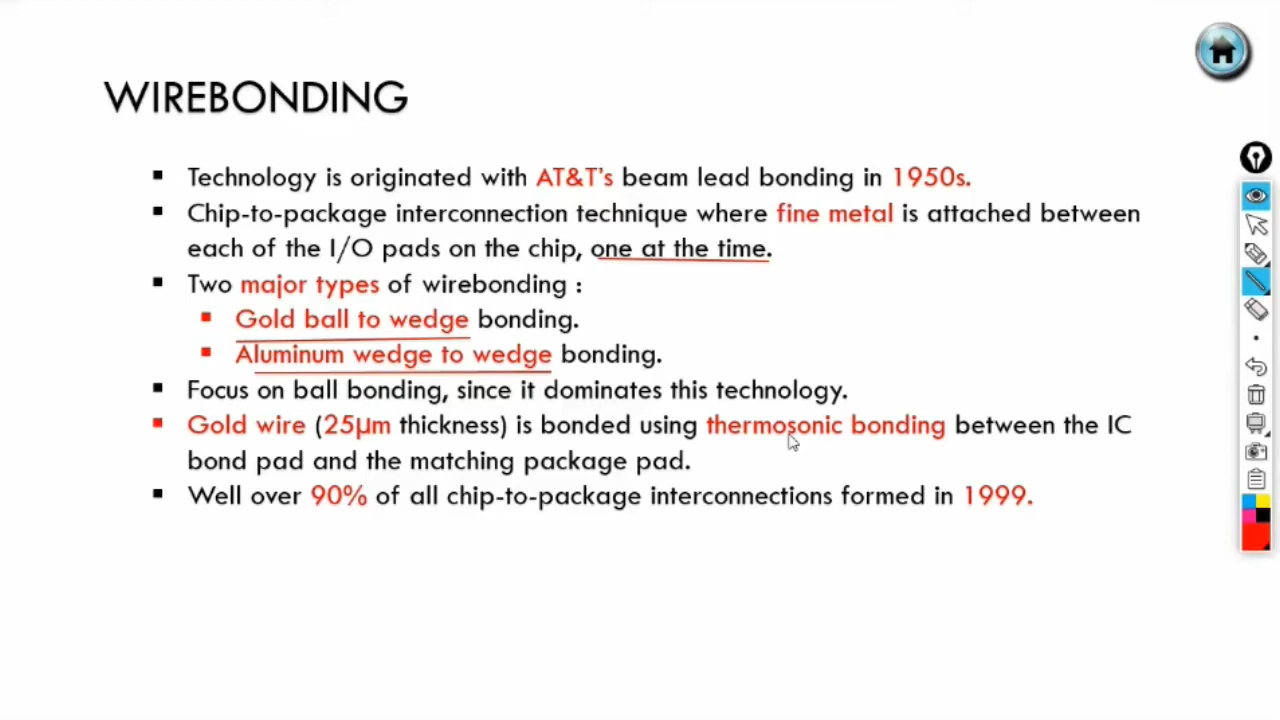 WIREBONDING
▪ Technology is originated with AT&T's beam lead bonding in 1950s.
▪ Chip-to-package interconnection technique where fine metal is attached between
each of the I/O pads on the chip, one at the time.
▪ Two major types of wirebonding :
▪ Gold ball to wedge bonding.
▪ Aluminum wedge to wedge bonding.
▪ Focus on ball bonding, since it dominates this technology.
▪ Gold wire (25µm thickness) is bonded using thermosonic bonding between the IC
bond pad and the matching package pad.
▪ Well over 90% of all chip-to-package interconnections formed in 1999.